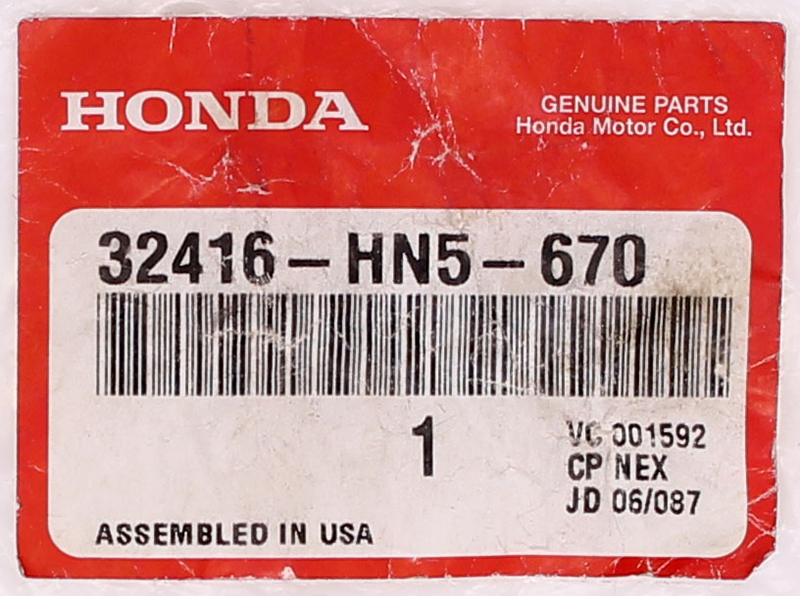 HONDA
GENUINE PARTS
Honda Motor Co., Ltd.
32416-HN5-670
1
VC 001592
CP NEX
JD 06/087
ASSEMBLED IN USA